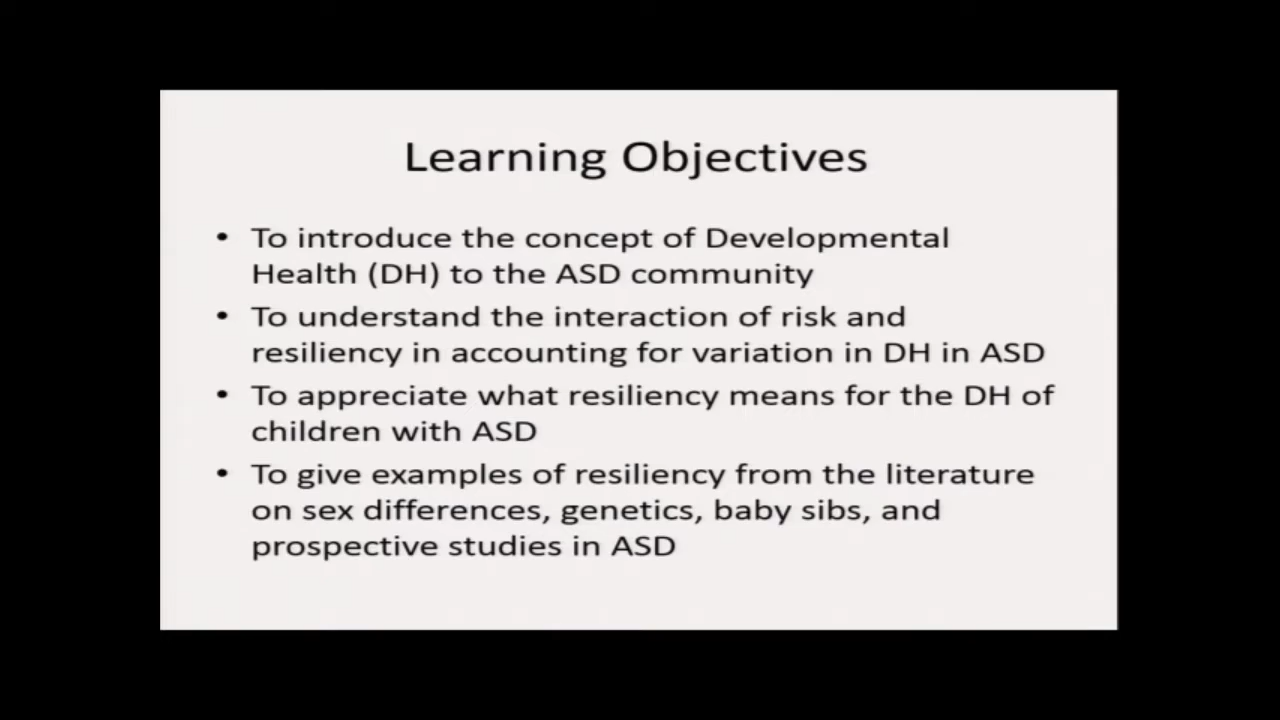 Learning Objectives
• To introduce the concept of Developmental
Health (DH) to the ASD community
• To understand the interaction of risk and
resiliency in accounting for variation in DH in ASD
• To appreciate what resiliency means for the DH of
children with ASD
• To give examples of resiliency from the literature
on sex differences, genetics, baby sibs, and
prospective studies in ASD